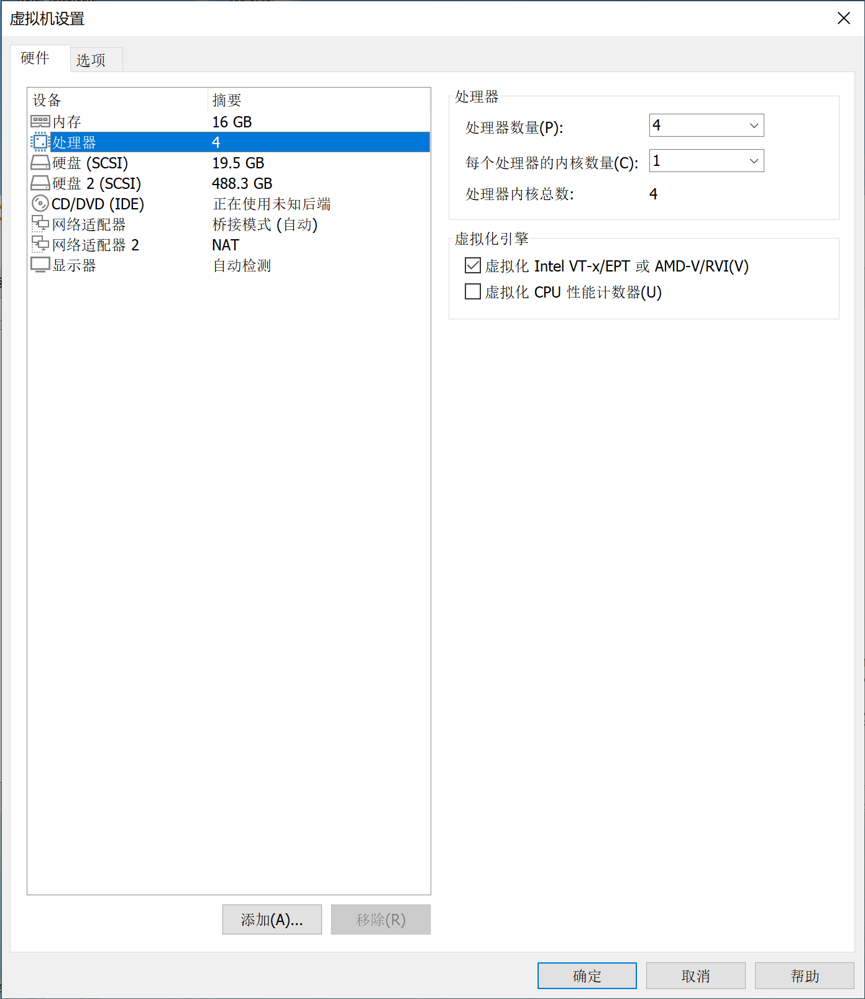 虚拟机设置
硬件
选项
设备 摘要
内存 16 GB
处理器 4
硬盘 (SCSI) 19.5 GB
硬盘 2 (SCSI) 488.3 GB
CD/DVD (IDE) 正在使用未知后端
网络适配器 桥接模式 (自动)
网络适配器 2 NAT
显示器 自动检测
添加(A)...
移除(R)
处理器
处理器数量(P): 4
每个处理器的内核数量(C): 1
处理器内核总数: 4
虚拟化引擎
虚拟化 Intel VT-x/EPT 或 AMD-V/RVI(V)
虚拟化 CPU 性能计数器(U)
确定
取消
帮助